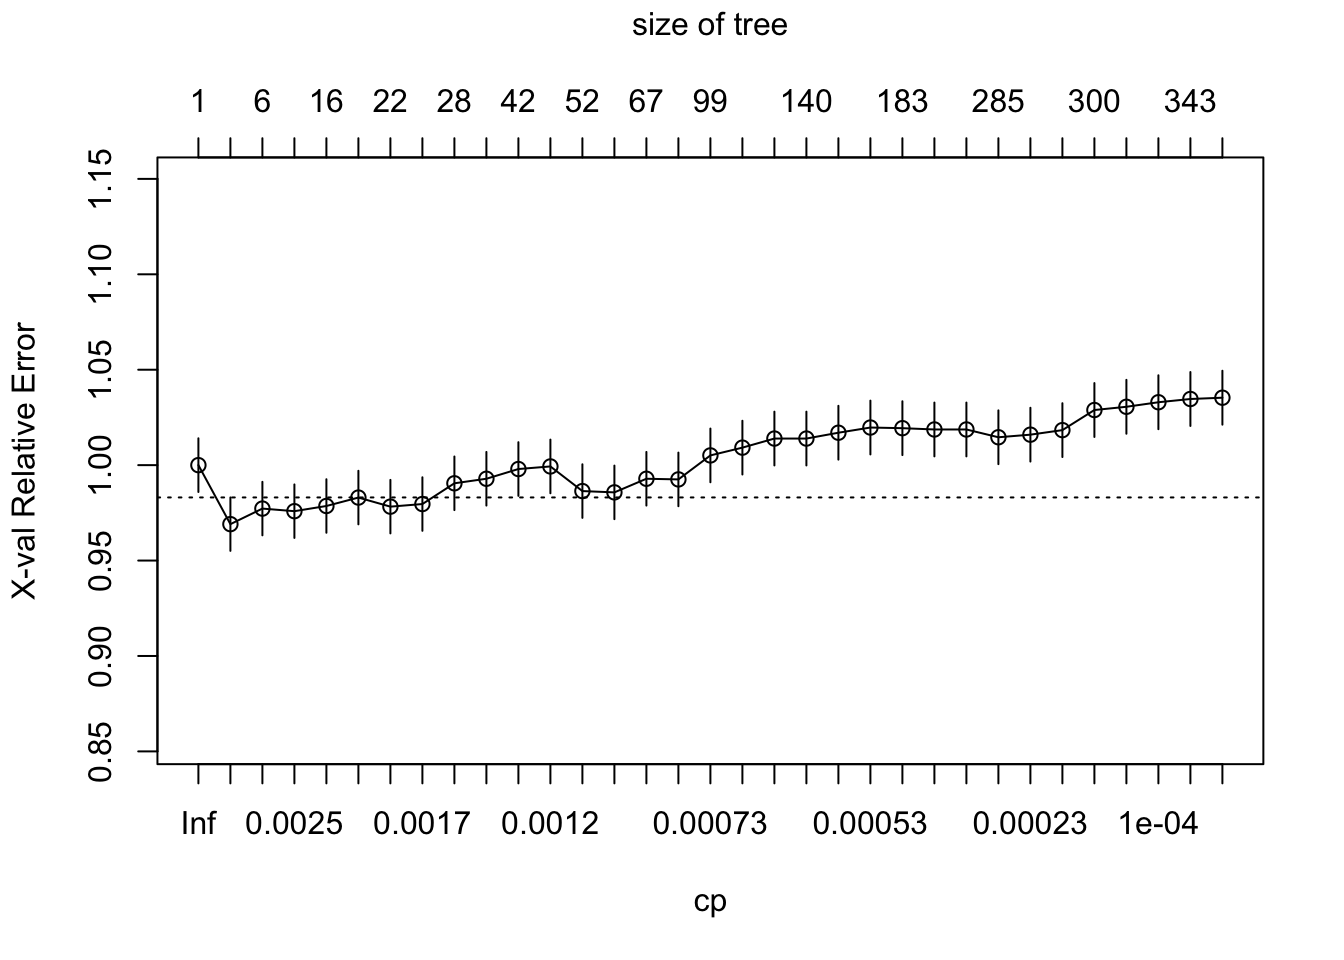 size of tree
1 6 16 22 28 42 52 67 99 140 183 285 300 343
X-val Relative Error
1.15
1.10
1.05
1.00
0.95
0.90
0.85
Inf 0.0025 0.0017 0.0012 0.00073 0.00053 0.00023 1e-04
cp